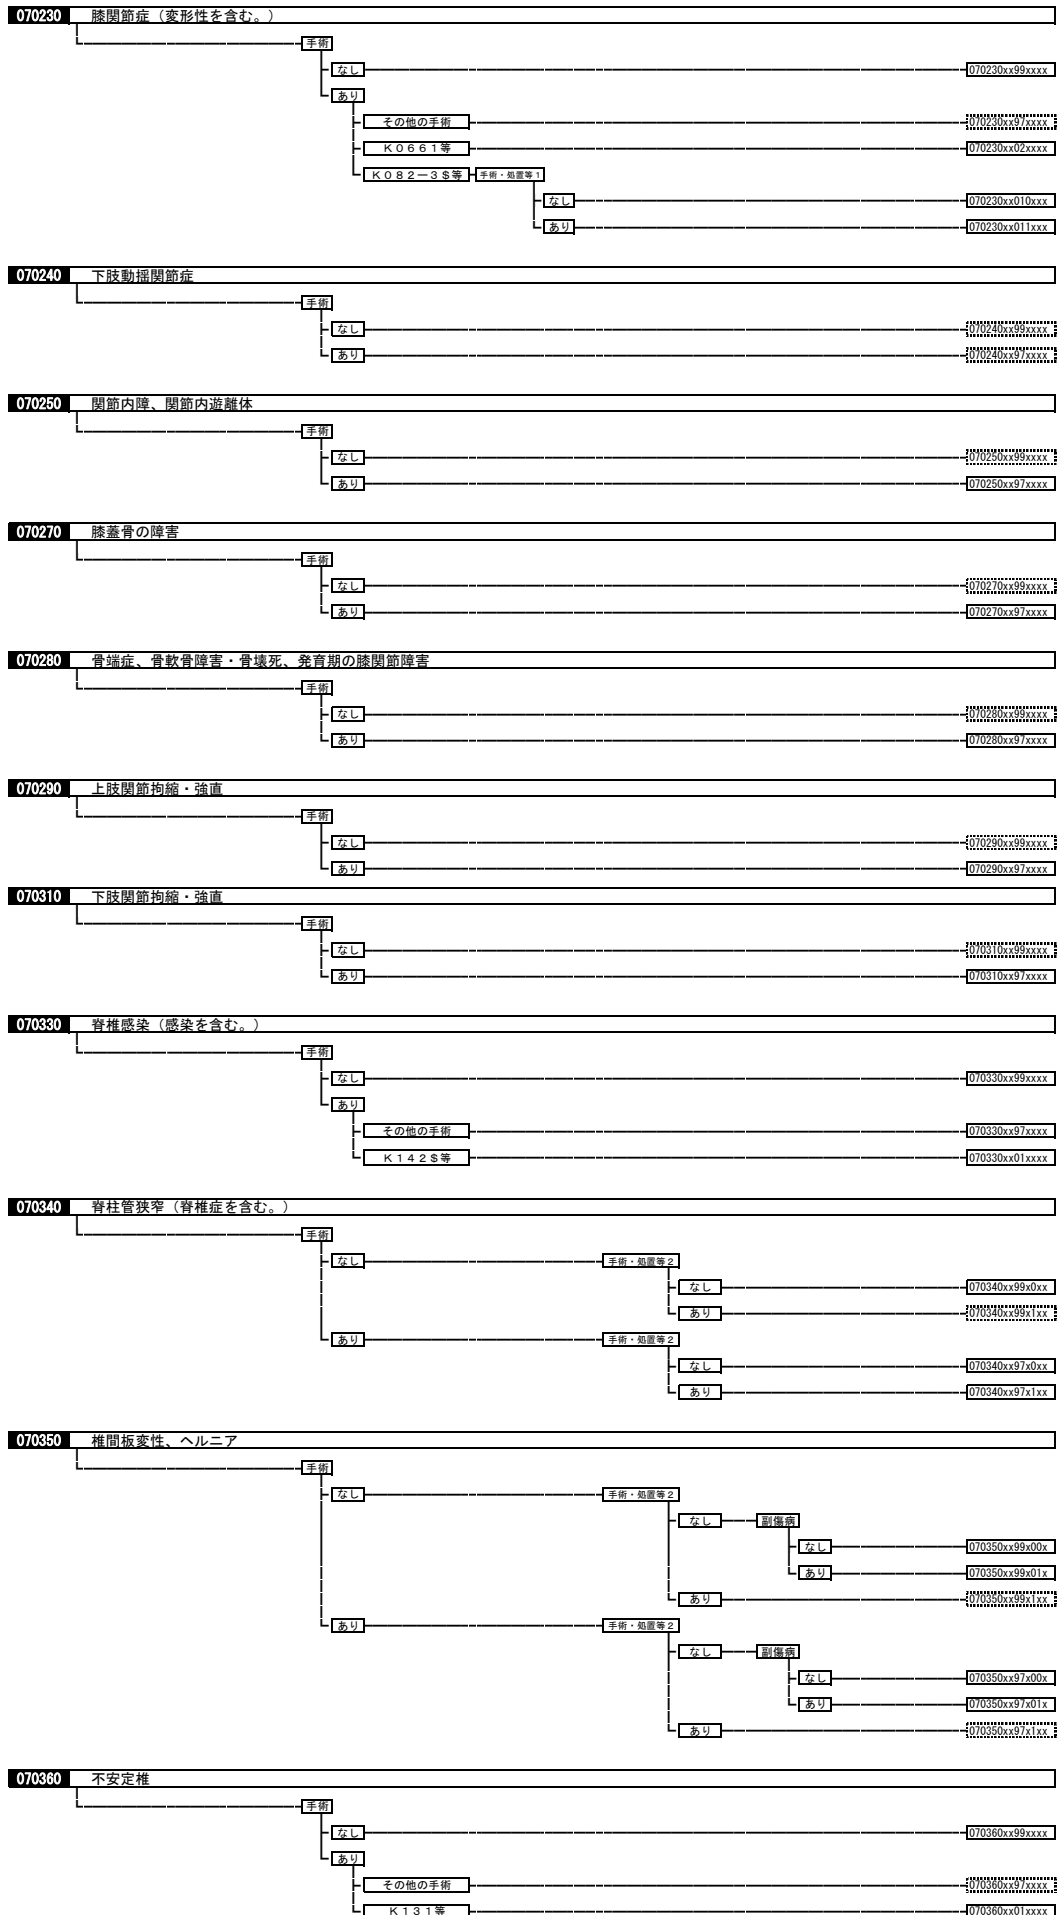 070230 膝関節症（変形性を含む。）
手術
なし 070230xx99xxxx
あり
その他の手術 070230xx97xxxx
Ｋ０６６１等 070230xx02xxxx
Ｋ０８２－３＄等 手術・処置等１
なし 070230xx010xxx
あり 070230xx011xxx
070240 下肢動揺関節症
手術
なし 070240xx99xxxx
あり 070240xx97xxxx
070250 関節内障、関節内遊離体
手術
なし 070250xx99xxxx
あり 070250xx97xxxx
070270 膝蓋骨の障害
手術
なし 070270xx99xxxx
あり 070270xx97xxxx
070280 骨端症、骨軟骨障害・骨壊死、発育期の膝関節障害
手術
なし 070280xx99xxxx
あり 070280xx97xxxx
070290 上肢関節拘縮・強直
手術
なし 070290xx99xxxx
あり 070290xx97xxxx
070310 下肢関節拘縮・強直
手術
なし 070310xx99xxxx
あり 070310xx97xxxx
070330 脊椎感染（感染を含む。）
手術
なし 070330xx99xxxx
あり
その他の手術 070330xx97xxxx
Ｋ１４２＄等 070330xx01xxxx
070340 脊柱管狭窄（脊椎症を含む。）
手術
なし 手術・処置等２
なし 070340xx99x0xx
あり 070340xx99x1xx
あり 手術・処置等２
なし 070340xx97x0xx
あり 070340xx97x1xx
070350 椎間板変性、ヘルニア
手術
なし 手術・処置等２
なし 副傷病
なし 070350xx99x00x
あり 070350xx99x01x
あり 070350xx99x1xx
あり 手術・処置等２
なし 副傷病
なし 070350xx97x00x
あり 070350xx97x01x
あり 070350xx97x1xx
070360 不安定椎
手術
なし 070360xx99xxxx
あり
その他の手術 070360xx97xxxx
Ｋ１３１等 070360xx01xxxx